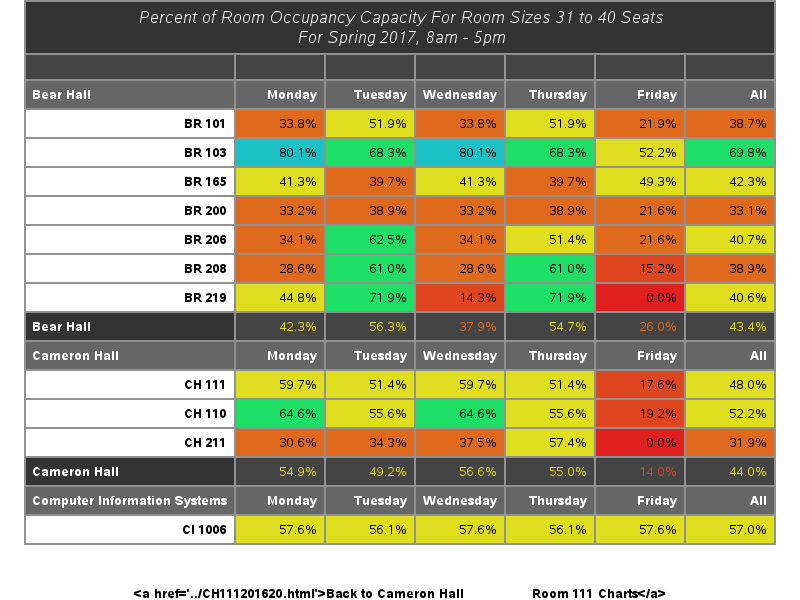 Percent of Room Occupancy Capacity For Room Sizes 31 to 40 Seats
For Spring 2017, 8am - 5pm
Bear Hall Monday Tuesday Wednesday Thursday Friday All
BR 101 33.8% 51.9% 33.8% 51.9% 21.9% 38.7%
BR 103 80.1% 68.3% 80.1% 68.3% 52.2% 69.8%
BR 165 41.3% 39.7% 41.3% 39.7% 49.3% 42.3%
BR 200 33.2% 38.9% 33.2% 38.9% 21.6% 33.1%
BR 206 34.1% 62.5% 34.1% 51.4% 21.6% 40.7%
BR 208 28.6% 61.0% 28.6% 61.0% 15.2% 38.9%
BR 219 44.8% 71.9% 14.3% 71.9% 0.0% 40.6%
Bear Hall 42.3% 56.3% 37.9% 54.7% 26.0% 43.4%
Cameron Hall Monday Tuesday Wednesday Thursday Friday All
CH 111 59.7% 51.4% 59.7% 51.4% 17.6% 48.0%
CH 110 64.6% 55.6% 64.6% 55.6% 19.2% 52.2%
CH 211 30.6% 34.3% 37.5% 57.4% 0.0% 31.9%
Cameron Hall 54.9% 49.2% 56.6% 55.0% 14.0% 44.0%
Computer Information Systems Monday Tuesday Wednesday Thursday Friday All
CI 1006 57.6% 56.1% 57.6% 56.1% 57.6% 57.0%
<a href='../CH111201620.html'>Back to Cameron Hall Room 111 Charts</a>